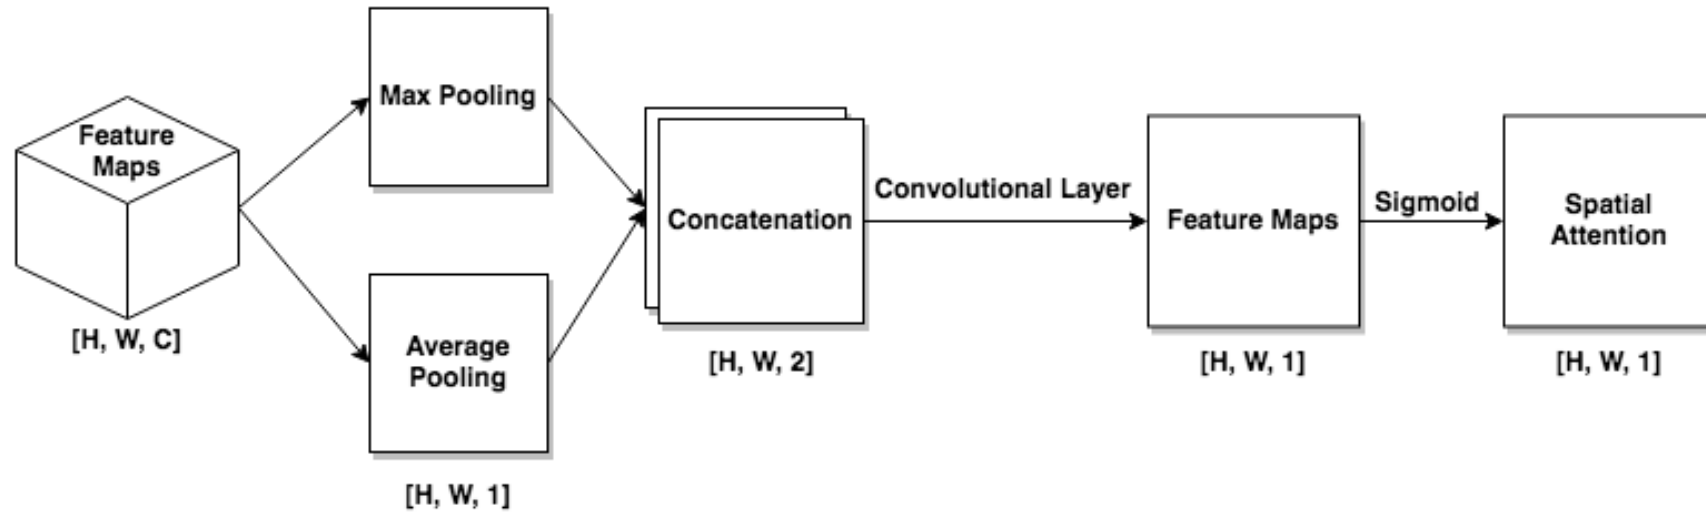 Feature
Maps
[H, W, C]
Max Pooling
Average
Pooling
[H, W, 1]
Concatenation
[H, W, 2]
Convolutional Layer
Feature Maps
[H, W, 1]
Sigmoid
Spatial
Attention
[H, W, 1]